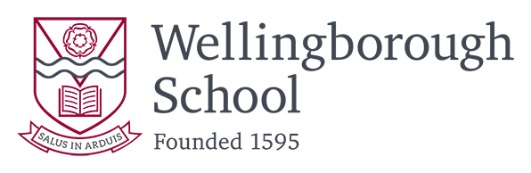 Wellingborough
School
Founded 1595
SALUS IN ARDUIS